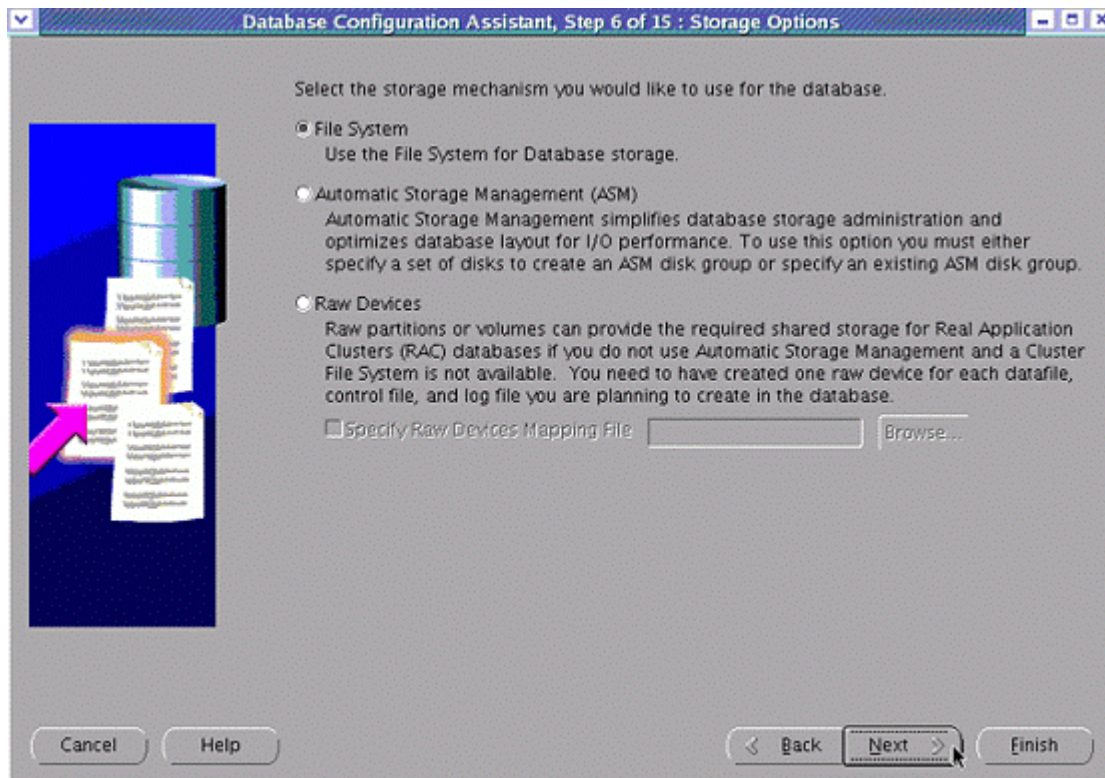 Database Configuration Assistant, Step 6 of 15 : Storage Options
Select the storage mechanism you would like to use for the database.
File System
Use the File System for Database storage.
Automatic Storage Management (ASM)
Automatic Storage Management simplifies database storage administration and
optimizes database layout for I/O performance. To use this option you must either
specify a set of disks to create an ASM disk group or specify an existing ASM disk group.
Raw Devices
Raw partitions or volumes can provide the required shared storage for Real Application
Clusters (RAC) databases if you do not use Automatic Storage Management and a Cluster
File System is not available. You need to have created one raw device for each datafile,
control file, and log file you are planning to create in the database.
Specify Raw Devices Mapping File
Browse...
Cancel
Help
Back
Next
Finish